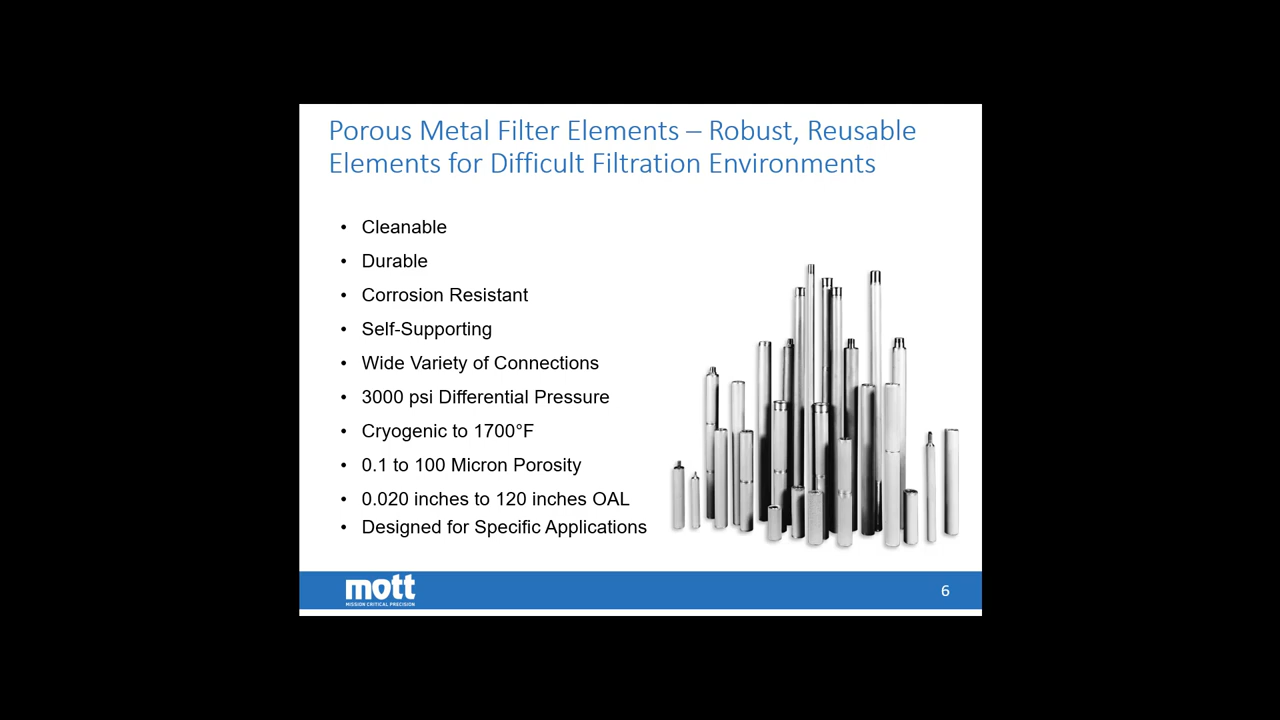 Porous Metal Filter Elements – Robust, Reusable
Elements for Difficult Filtration Environments
• Cleanable
• Durable
• Corrosion Resistant
• Self-Supporting
• Wide Variety of Connections
• 3000 psi Differential Pressure
• Cryogenic to 1700°F
• 0.1 to 100 Micron Porosity
• 0.020 inches to 120 inches OAL
• Designed for Specific Applications
mott
MISSION CRITICAL PRECISION
6